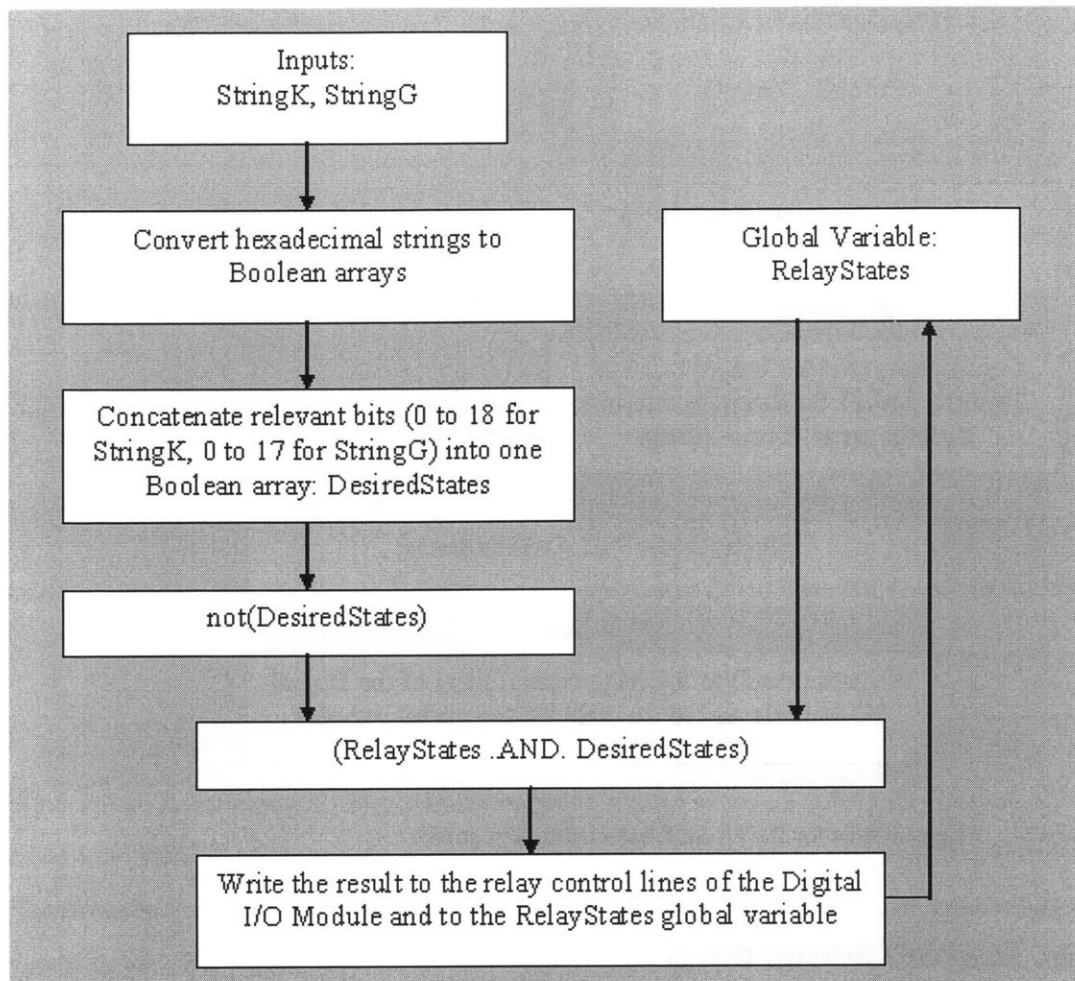 Inputs:
StringK, StringG
Convert hexadecimal strings to
Boolean arrays
Global Variable:
RelayStates
Concatenate relevant bits (0 to 18 for
StringK, 0 to 17 for StringG) into one
Boolean array: DesiredStates
not(DesiredStates)
(RelayStates .AND. DesiredStates)
Write the result to the relay control lines of the Digital
I/O Module and to the RelayStates global variable